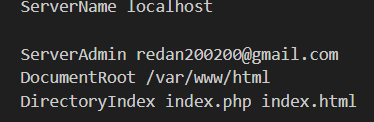 ServerName localhost
ServerAdmin redan200200@gmail.com
DocumentRoot /var/www/html
DirectoryIndex index.php index.html